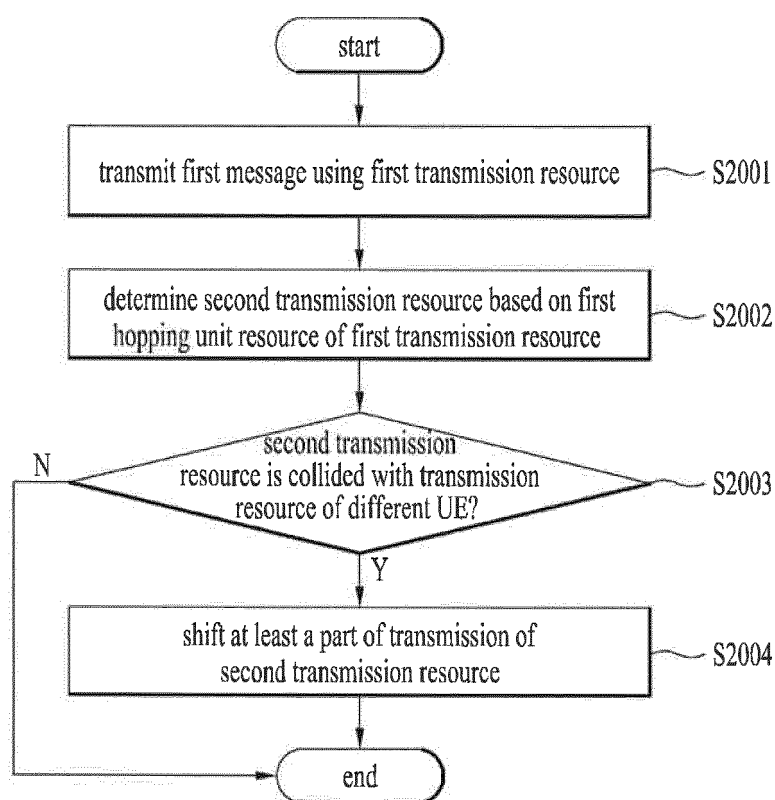 start
transmit first message using first transmission resource
S2001
determine second transmission resource based on first
hopping unit resource of first transmission resource
S2002
second transmission
resource is collided with transmission
resource of different UE?
S2003
N
Y
shift at least a part of transmission of
second transmission resource
S2004
end